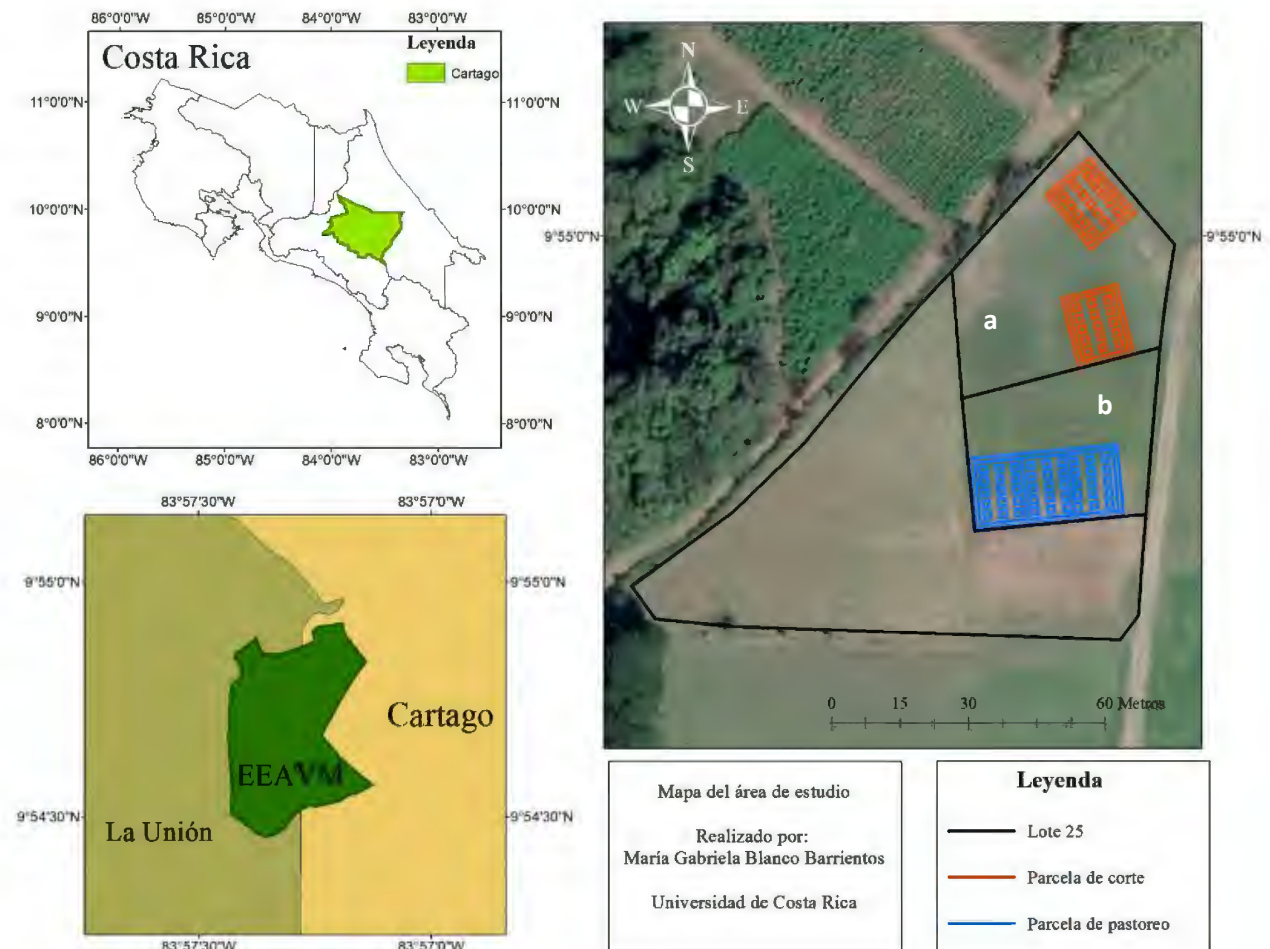 86°0'0"W 85°0'0"W 84°0'0"W 83°0'0"W
Costa Rica
Leyenda
Cartago
11°0'0"N 11°0'0"N
10°0'0"N 10°0'0"N
9°0'0"N 9°0'0"N
8°0'0"N 8°0'0"N
86°0'0"W 85°0'0"W 84°0'0"W 83°0'0"W
83°57'30"W 83°57'0"W
9°55'0"N 9°55'0"N
Cartago
EEAVM
La Unión
9°54'30"N 9°54'30"N
83°57'30"W 83°57'0"W
N
W E
S
9°55'0"N 9°55'0"N
a
b
0 15 30 60 Metros
Mapa del área de estudio
Realizado por:
María Gabriela Blanco Barrientos
Universidad de Costa Rica
Leyenda
Lote 25
Parcela de corte
Parcela de pastoreo